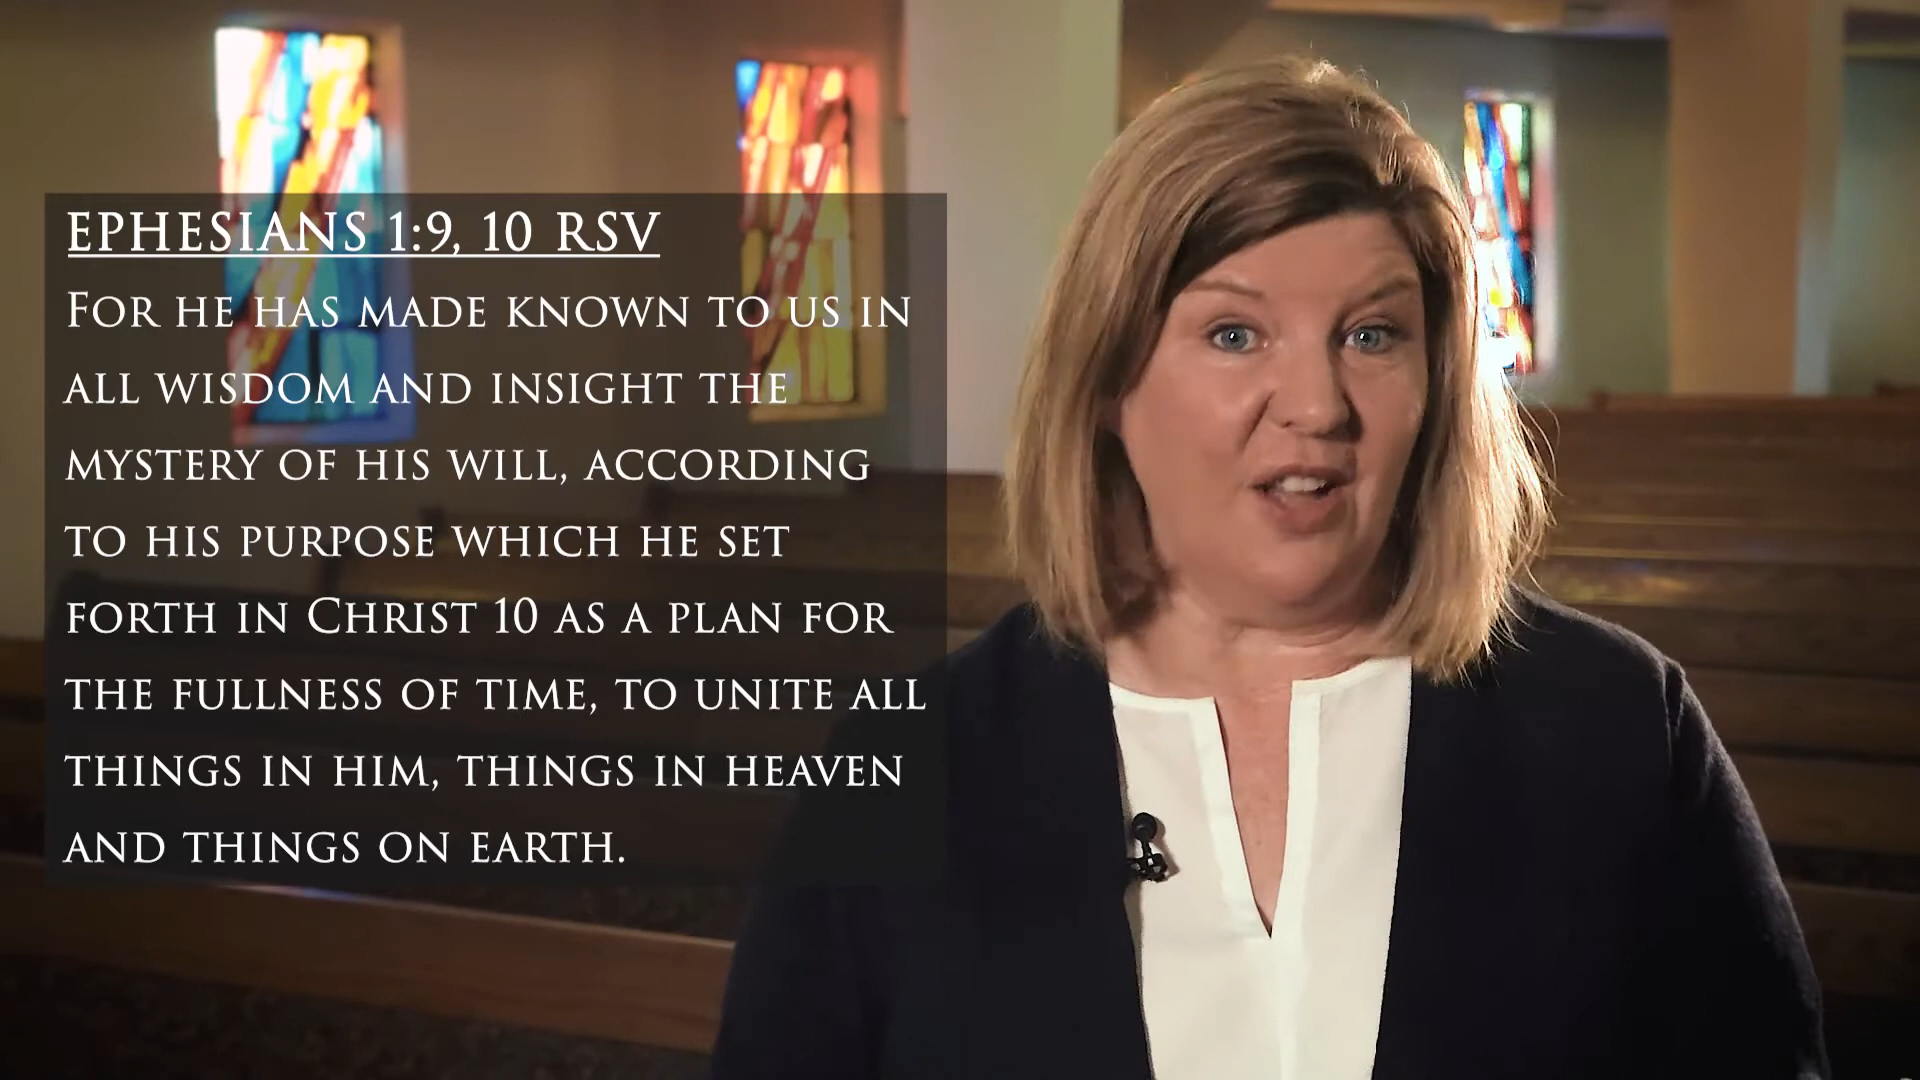 EPHESIANS 1:9, 10 RSV
For he has made known to us in
all wisdom and insight the
mystery of his will, according
to his purpose which he set
forth in Christ 10 as a plan for
the fullness of time, to unite all
things in him, things in heaven
and things on earth.